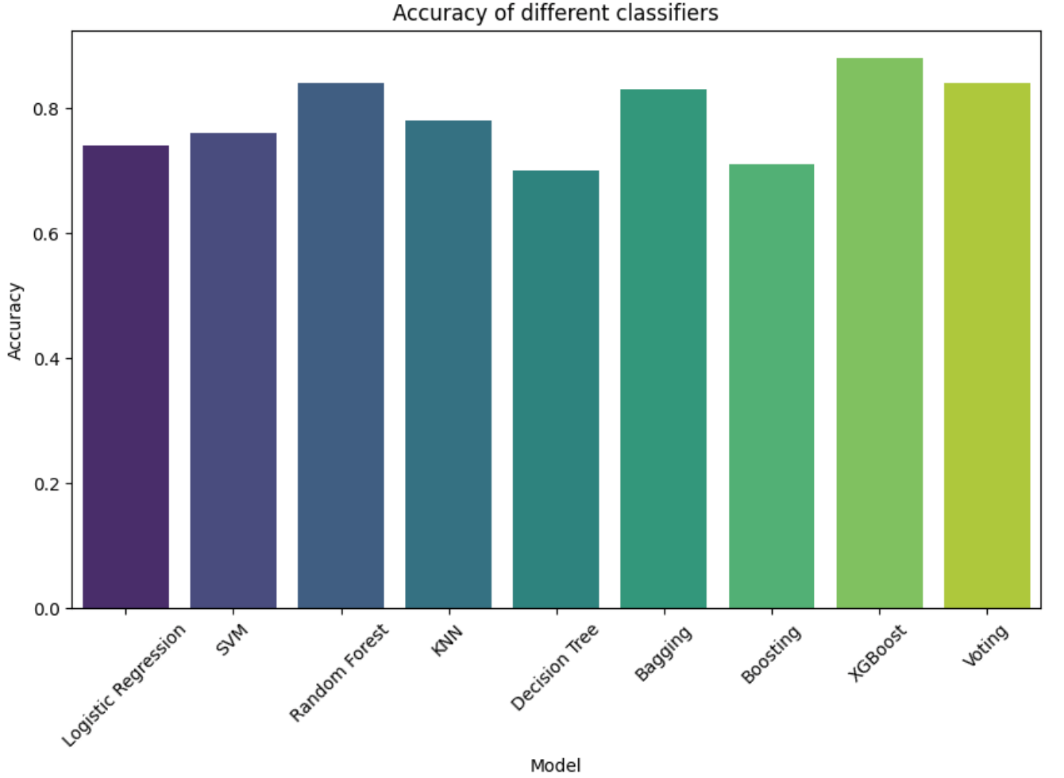 Accuracy of different classifiers
Accuracy
0.8
0.6
0.4
0.2
0.0
Logistic Regression
SVM
Random Forest
KNN
Decision Tree
Bagging
Boosting
XGBoost
Voting
Model